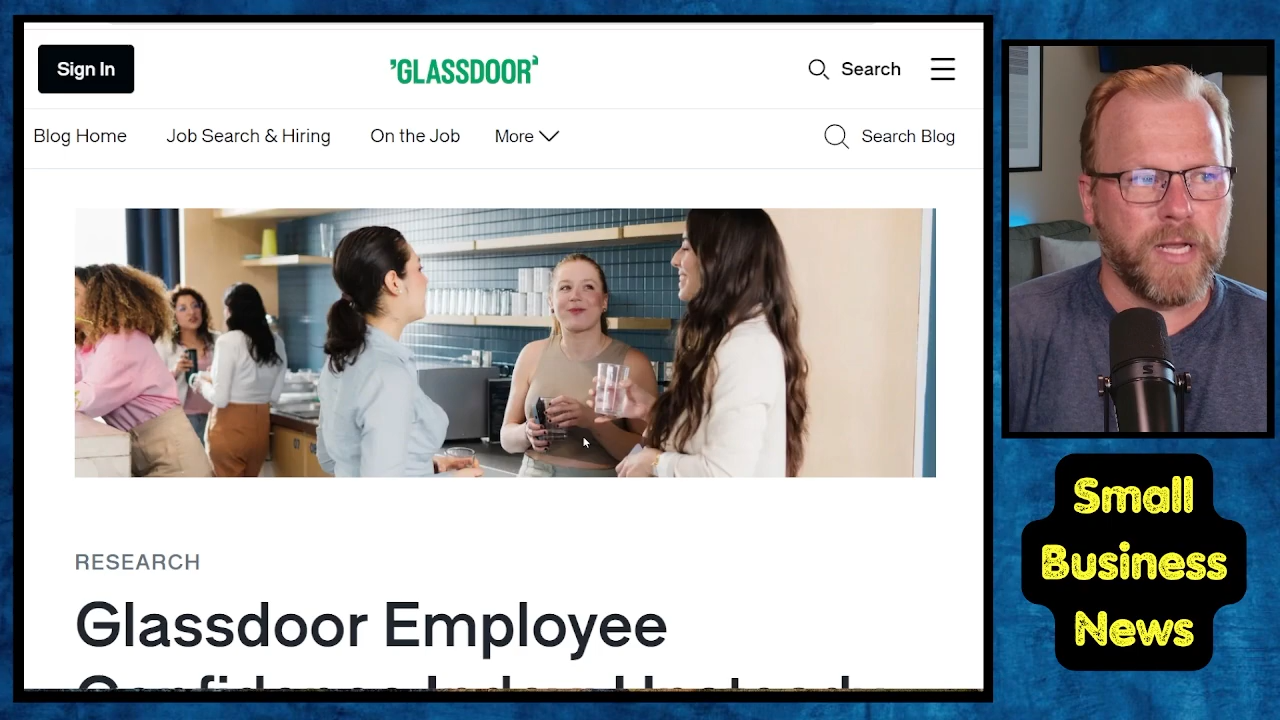 Sign In
'GLASSDOOR'
Search
Blog Home
Job Search & Hiring
On the Job
More
Search Blog
RESEARCH
Glassdoor Employee
Small
Business
News